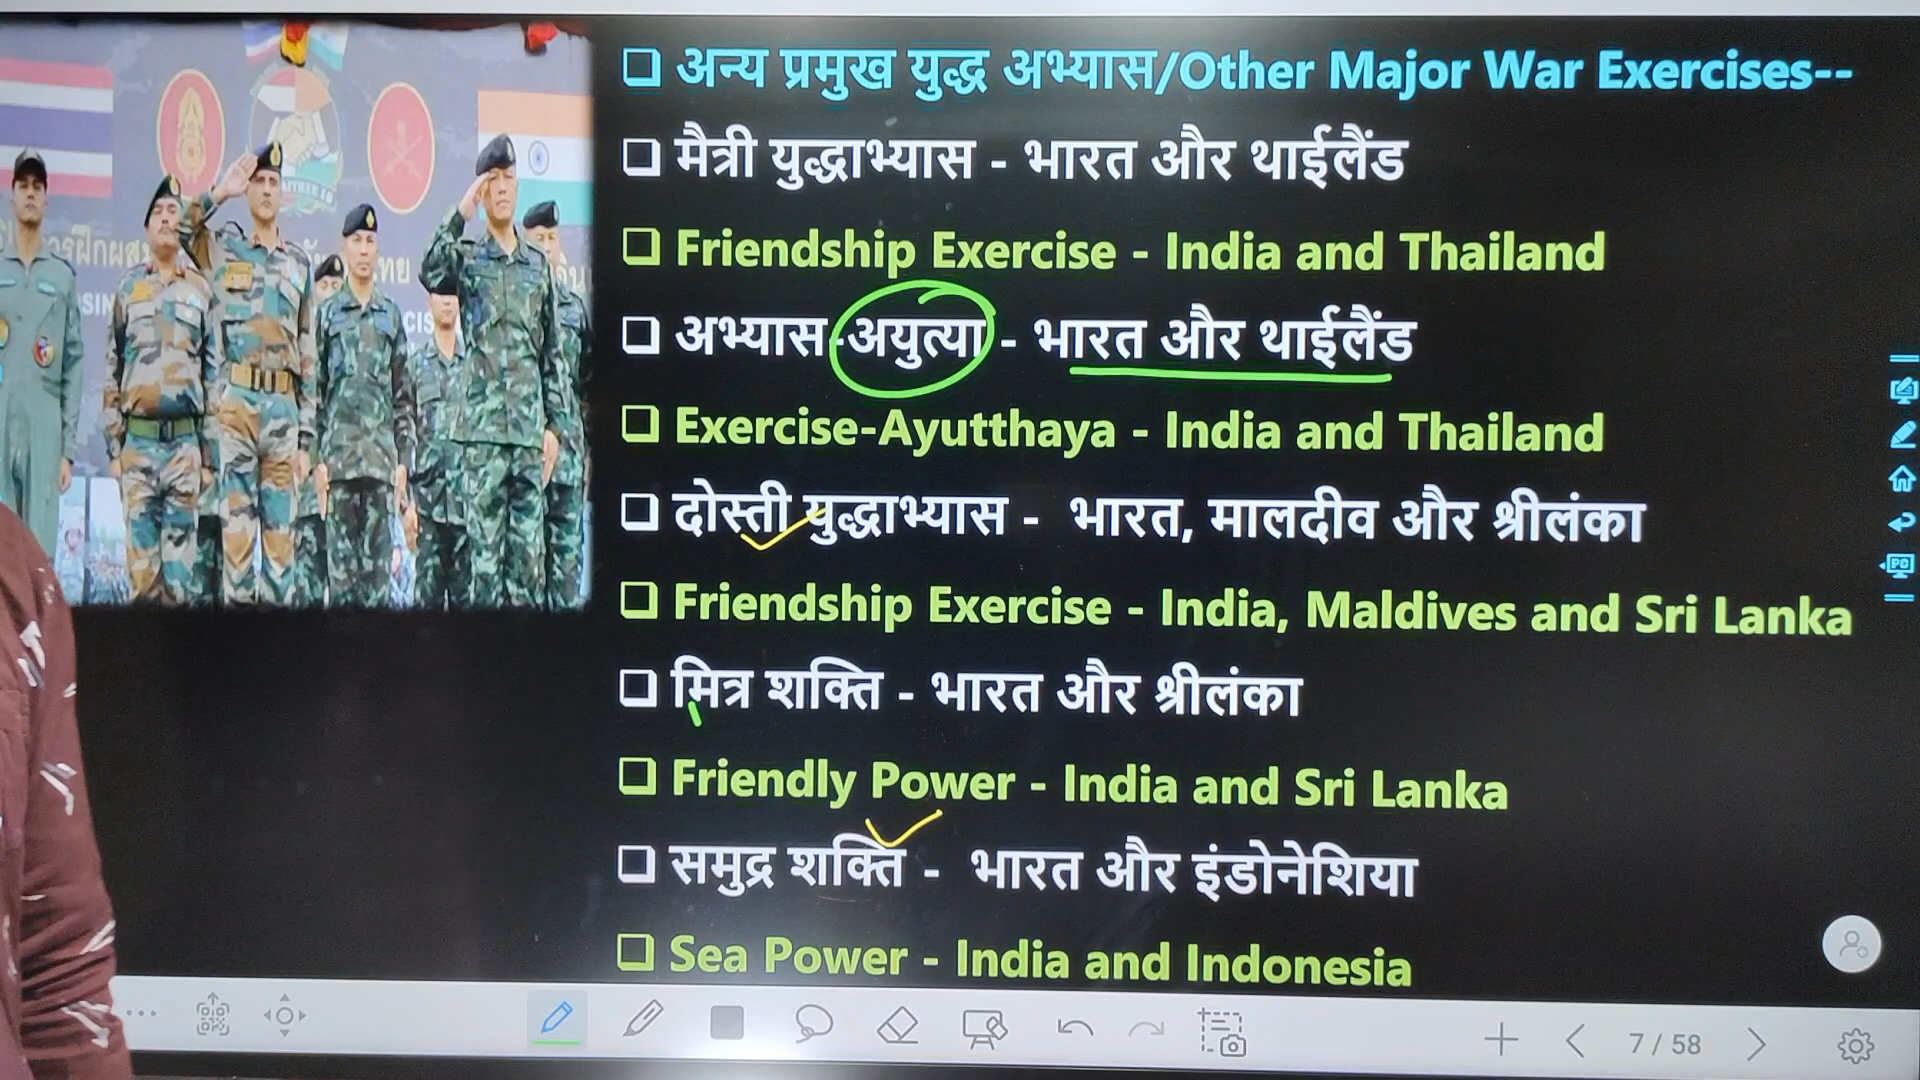 अन्य प्रमुख युद्ध अभ्यास/Other Major War Exercises--
मैत्री युद्धाभ्यास - भारत और थाईलैंड
Friendship Exercise - India and Thailand
अभ्यास-अयुत्या - भारत और थाईलैंड
Exercise-Ayutthaya - India and Thailand
दोस्ती युद्धाभ्यास - भारत, मालदीव और श्रीलंका
Friendship Exercise - India, Maldives and Sri Lanka
मित्र शक्ति - भारत और श्रीलंका
Friendly Power - India and Sri Lanka
समुद्र शक्ति - भारत और इंडोनेशिया
Sea Power - India and Indonesia
7 / 58